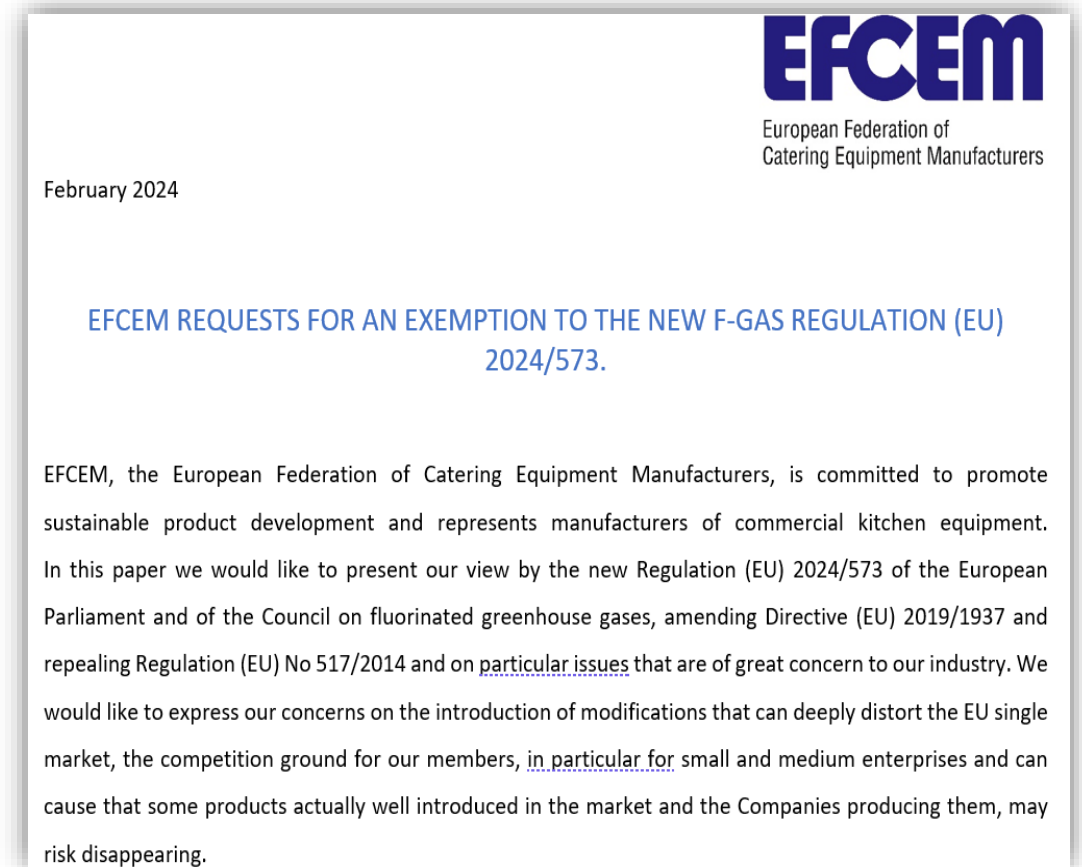 EFCEM
European Federation of
Catering Equipment Manufacturers
February 2024
EFCEM REQUESTS FOR AN EXEMPTION TO THE NEW F-GAS REGULATION (EU)
2024/573.
EFCEM, the European Federation of Catering Equipment Manufacturers, is committed to promote
sustainable product development and represents manufacturers of commercial kitchen equipment.
In this paper we would like to present our view by the new Regulation (EU) 2024/573 of the European
Parliament and of the Council on fluorinated greenhouse gases, amending Directive (EU) 2019/1937 and
repealing Regulation (EU) No 517/2014 and on particular issues that are of great concern to our industry. We
would like to express our concerns on the introduction of modifications that can deeply distort the EU single
market, the competition ground for our members, in particular for small and medium enterprises and can
cause that some products actually well introduced in the market and the Companies producing them, may
risk disappearing.